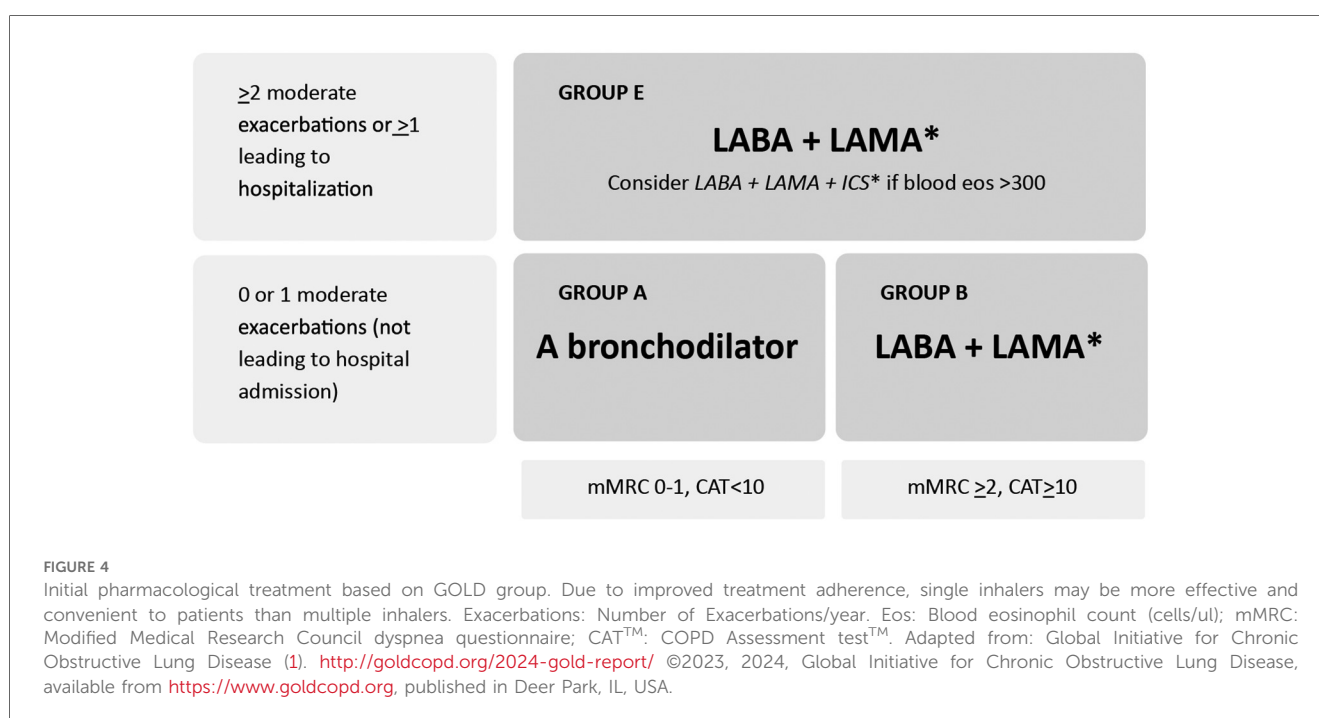 ≥2 moderate
exacerbations or ≥1
leading to
hospitalization
GROUP E
LABA + LAMA*
Consider LABA + LAMA + ICS* if blood eos >300
0 or 1 moderate
exacerbations (not
leading to hospital
admission)
GROUP A
A bronchodilator
GROUP B
LABA + LAMA*
mMRC 0-1, CAT<10
mMRC ≥2, CAT≥10
FIGURE 4
Initial pharmacological treatment based on GOLD group. Due to improved treatment adherence, single inhalers may be more effective and
convenient to patients than multiple inhalers. Exacerbations: Number of Exacerbations/year. Eos: Blood eosinophil count (cells/ul); mMRC:
Modified Medical Research Council dyspnea questionnaire; CAT™: COPD Assessment test™. Adapted from: Global Initiative for Chronic
Obstructive Lung Disease (1). http://goldcopd.org/2024-gold-report/ ©2023, 2024, Global Initiative for Chronic Obstructive Lung Disease,
available from https://www.goldcopd.org, published in Deer Park, IL, USA.